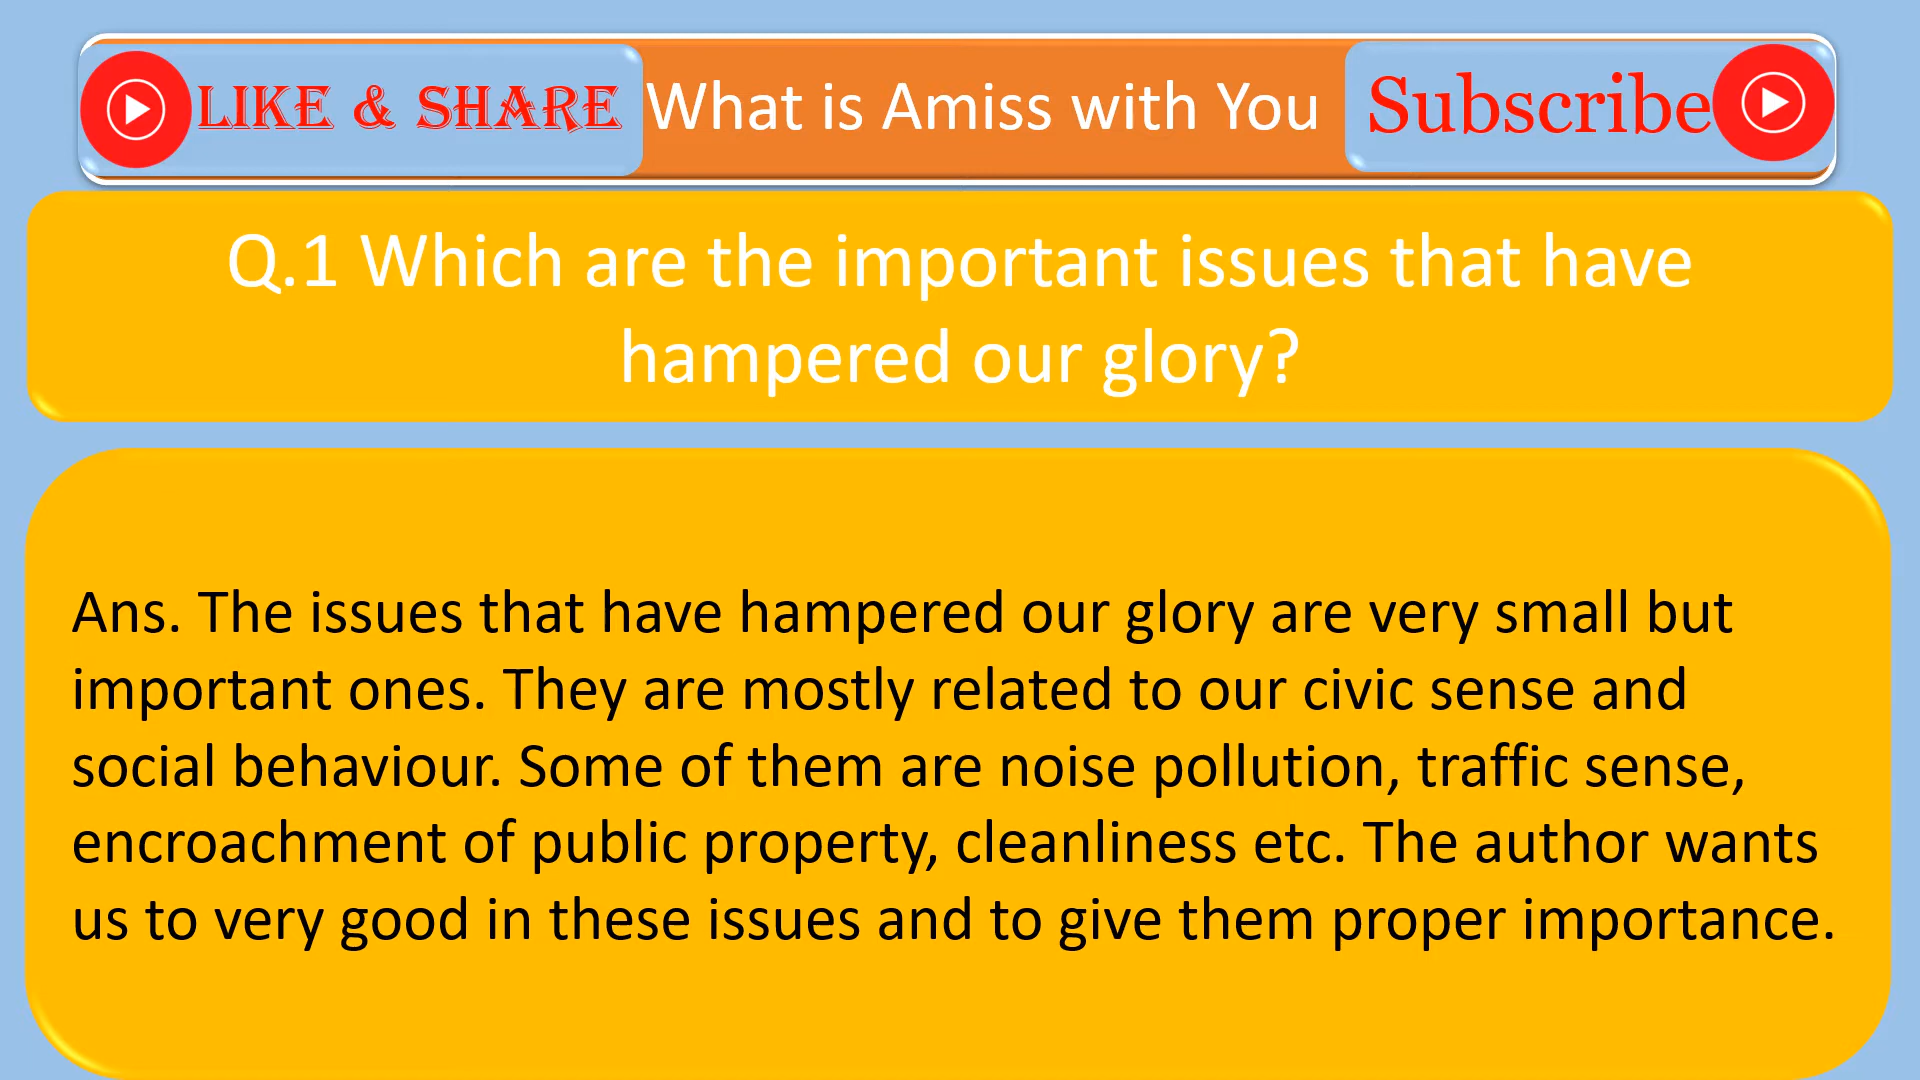 LIKE & SHARE What is Amiss with You Subscribe
Q.1 Which are the important issues that have
hampered our glory?
Ans. The issues that have hampered our glory are very small but
important ones. They are mostly related to our civic sense and
social behaviour. Some of them are noise pollution, traffic sense,
encroachment of public property, cleanliness etc. The author wants
us to very good in these issues and to give them proper importance.